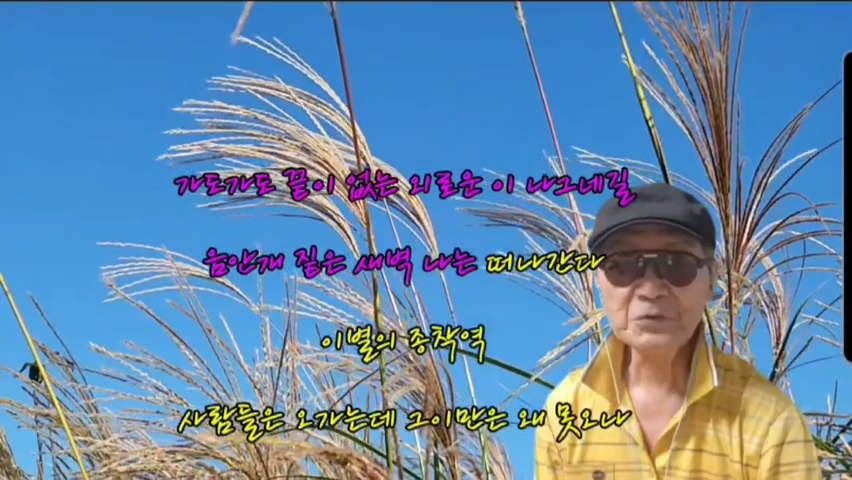 가도가도 끝이 없는 외로운 이 나그네길
음안개 짙은 새벽 나는 떠나간다
이별의 종착역
사람들은 오가는데 그이만은 왜 못오나